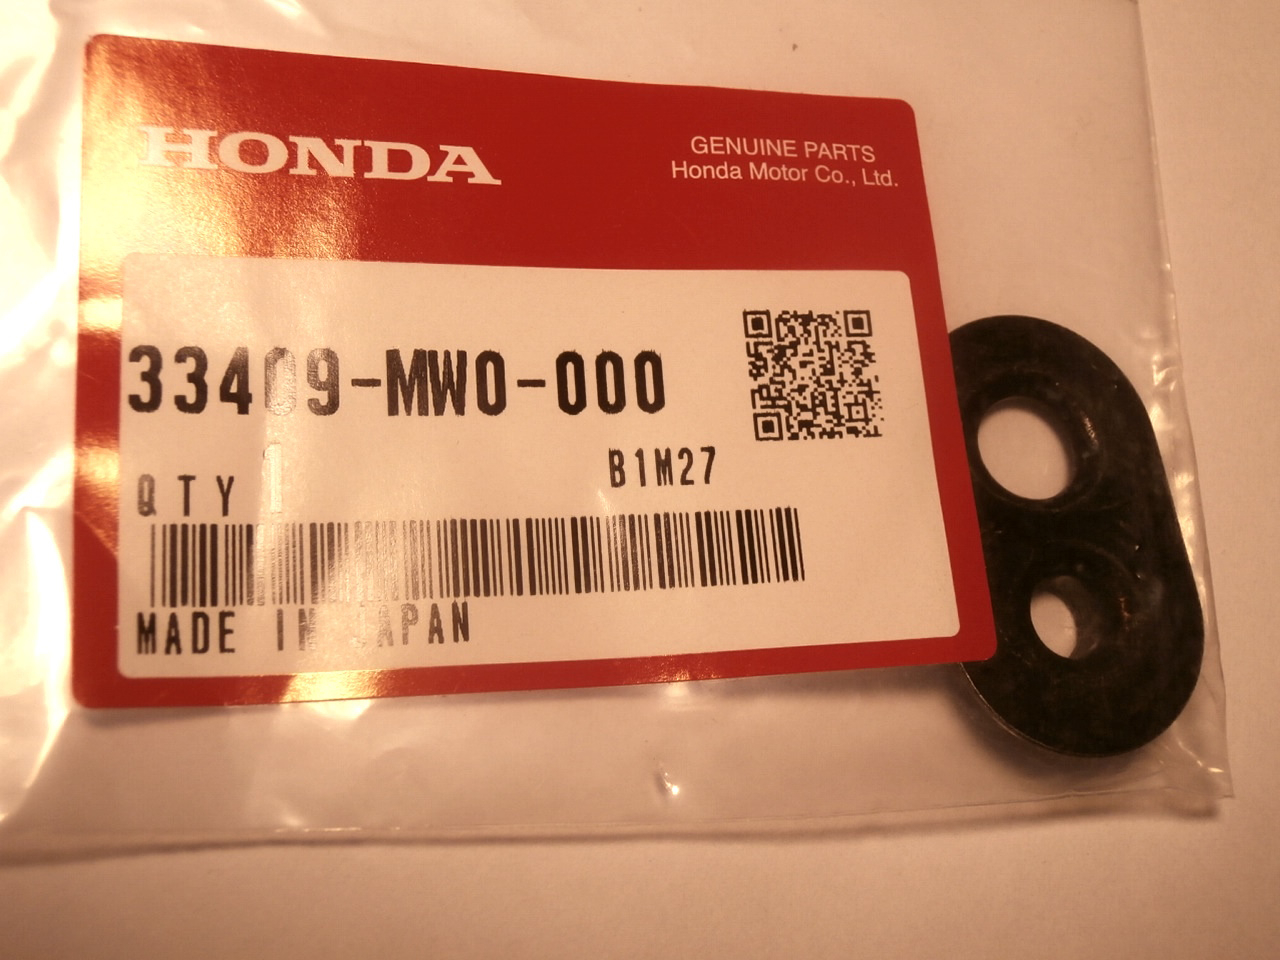 HONDA
GENUINE PARTS
Honda Motor Co., Ltd.
33409-MW0-000
B1M27
QTY 1
MADE IN JAPAN